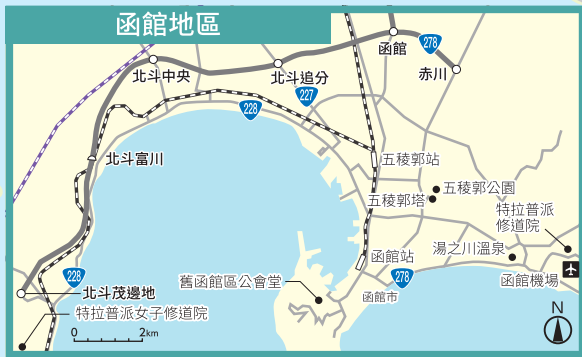 函館地區
函館
278
北斗中央
北斗追分
赤川
227
228
北斗富川
五稜郭站
五稜郭公園
五稜郭塔
特拉普派
修道院
湯之川溫泉
函館站
228
278
舊函館區公會堂
函館機場
北斗茂邊地
函館市
特拉普派女子修道院
N
0
2km